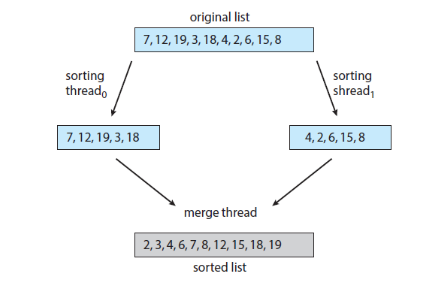 original list
7, 12, 19, 3, 18, 4, 2, 6, 15, 8
sorting
thread0
sorting
shread1
7, 12, 19, 3, 18
4, 2, 6, 15, 8
merge thread
2, 3, 4, 6, 7, 8, 12, 15, 18, 19
sorted list